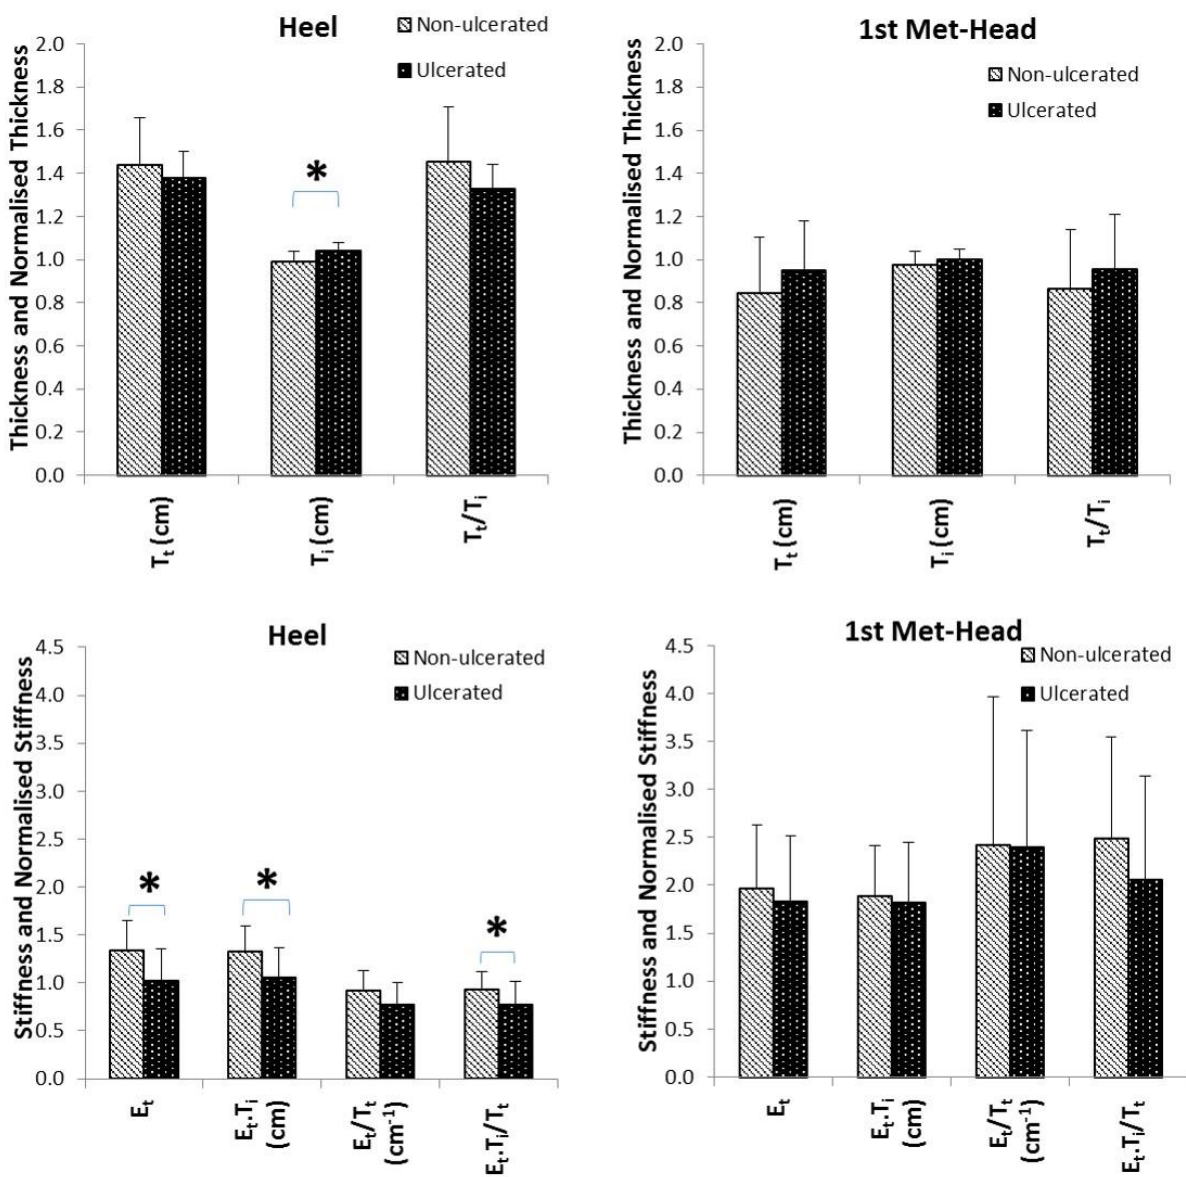 Heel
Non-ulcerated
Ulcerated
Thickness and Normalised Thickness
2.0
1.8
1.6
1.4
1.2
1.0
0.8
0.6
0.4
0.2
0.0
*
Tt (cm)
Ti (cm)
Tt/Ti
1st Met-Head
Non-ulcerated
Ulcerated
Thickness and Normalised Thickness
2.0
1.8
1.6
1.4
1.2
1.0
0.8
0.6
0.4
0.2
0.0
Tt (cm)
Ti (cm)
Tt/Ti
Heel
Non-ulcerated
Ulcerated
Stiffness and Normalised Stiffness
4.5
4.0
3.5
3.0
2.5
2.0
1.5
1.0
0.5
0.0
*
*
*
Et
Et.Ti
(cm)
Et/Tt
(cm-1)
Et.Ti/Tt
1st Met-Head
Non-ulcerated
Ulcerated
Stiffness and Normalised Stiffness
4.5
4.0
3.5
3.0
2.5
2.0
1.5
1.0
0.5
0.0
Et
Et.Ti
(cm)
Et/Tt
(cm-1)
Et.Ti/Tt